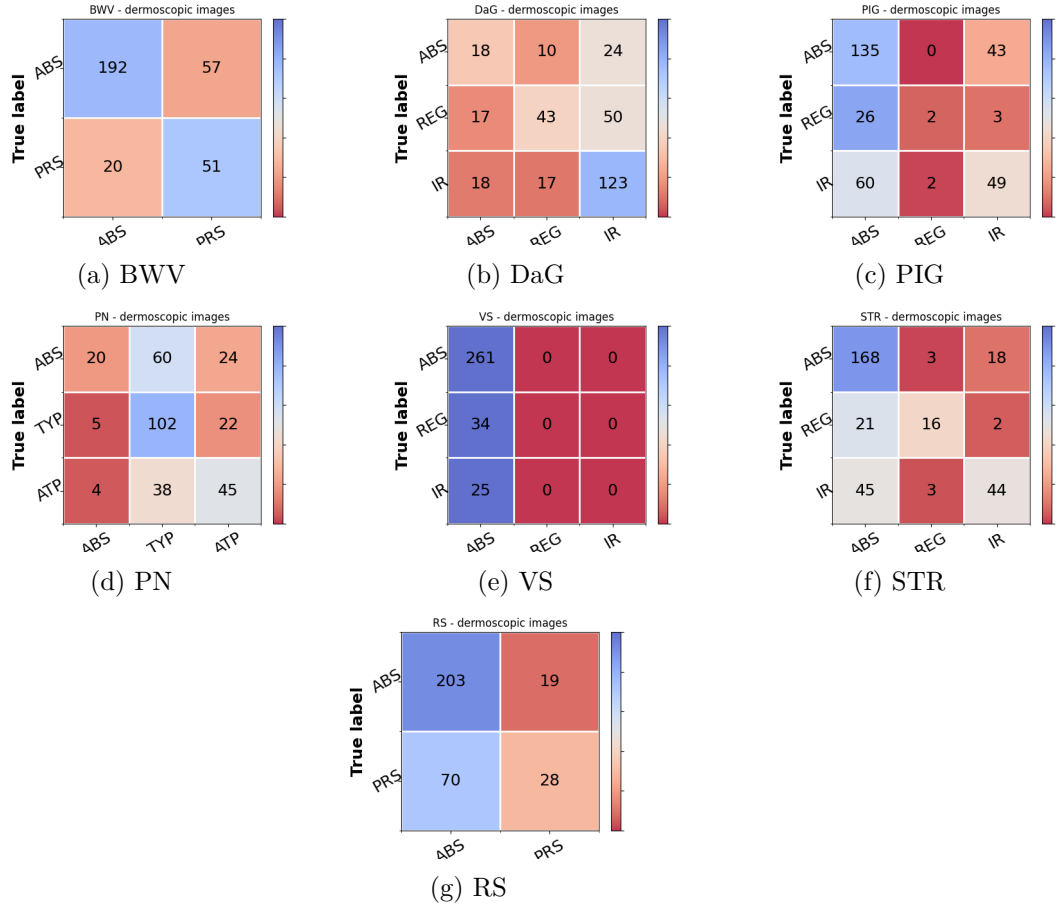 BWV - dermoscopic images
True label
ABS
192
57
PRS
20
51
ABS
PRS
(a) BWV
DaG - dermoscopic images
True label
ABS
18
10
24
REG
17
43
50
IR
18
17
123
ABS
REG
IR
(b) DaG
PIG - dermoscopic images
True label
ABS
135
0
43
REG
26
2
3
IR
60
2
49
ABS
REG
IR
(c) PIG
PN - dermoscopic images
True label
ABS
20
60
24
TYP
5
102
22
ATP
4
38
45
ABS
TYP
ATP
(d) PN
VS - dermoscopic images
True label
ABS
261
0
0
REG
34
0
0
IR
25
0
0
ABS
REG
IR
(e) VS
STR - dermoscopic images
True label
ABS
168
3
18
REG
21
16
2
IR
45
3
44
ABS
REG
IR
(f) STR
RS - dermoscopic images
True label
ABS
203
19
PRS
70
28
ABS
PRS
(g) RS